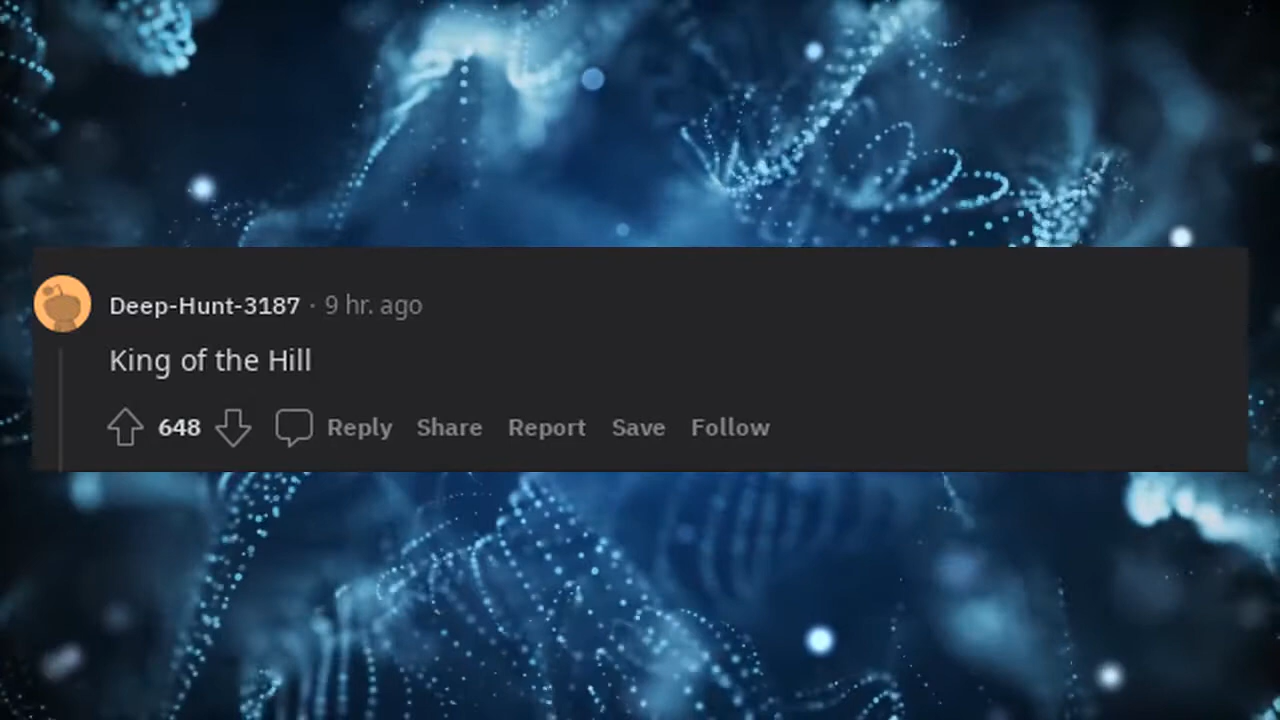 Deep-Hunt-3187 · 9 hr. ago
King of the Hill
648 Reply Share Report Save Follow